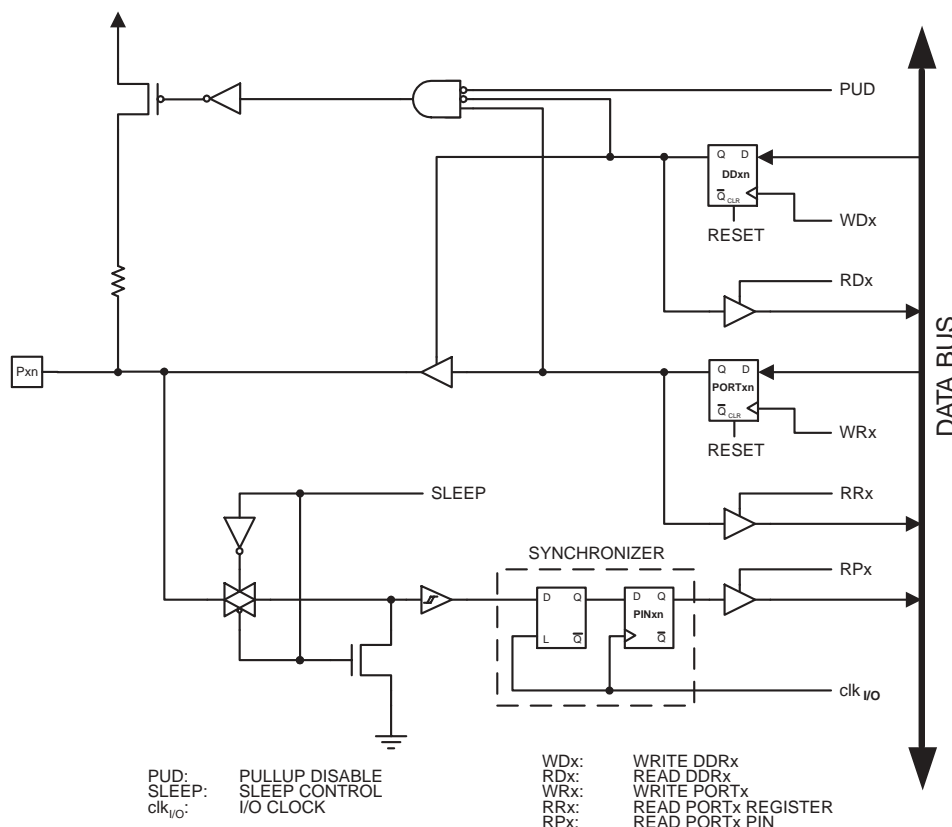 PUD
Q D
DDxn
Q CLR
WDx
RESET
RDx
Pxn
Q D
PORTxn
Q CLR
WRx
RESET
DATA BUS
SLEEP
RRx
SYNCHRONIZER
RPx
D Q
L Q
D Q
PINxn
Q
clk I/O
PUD: PULLUP DISABLE
SLEEP: SLEEP CONTROL
clkI/O: I/O CLOCK
WDx: WRITE DDRx
RDx: READ DDRx
WRx: WRITE PORTx
RRx: READ PORTx REGISTER
RPx: READ PORTx PIN